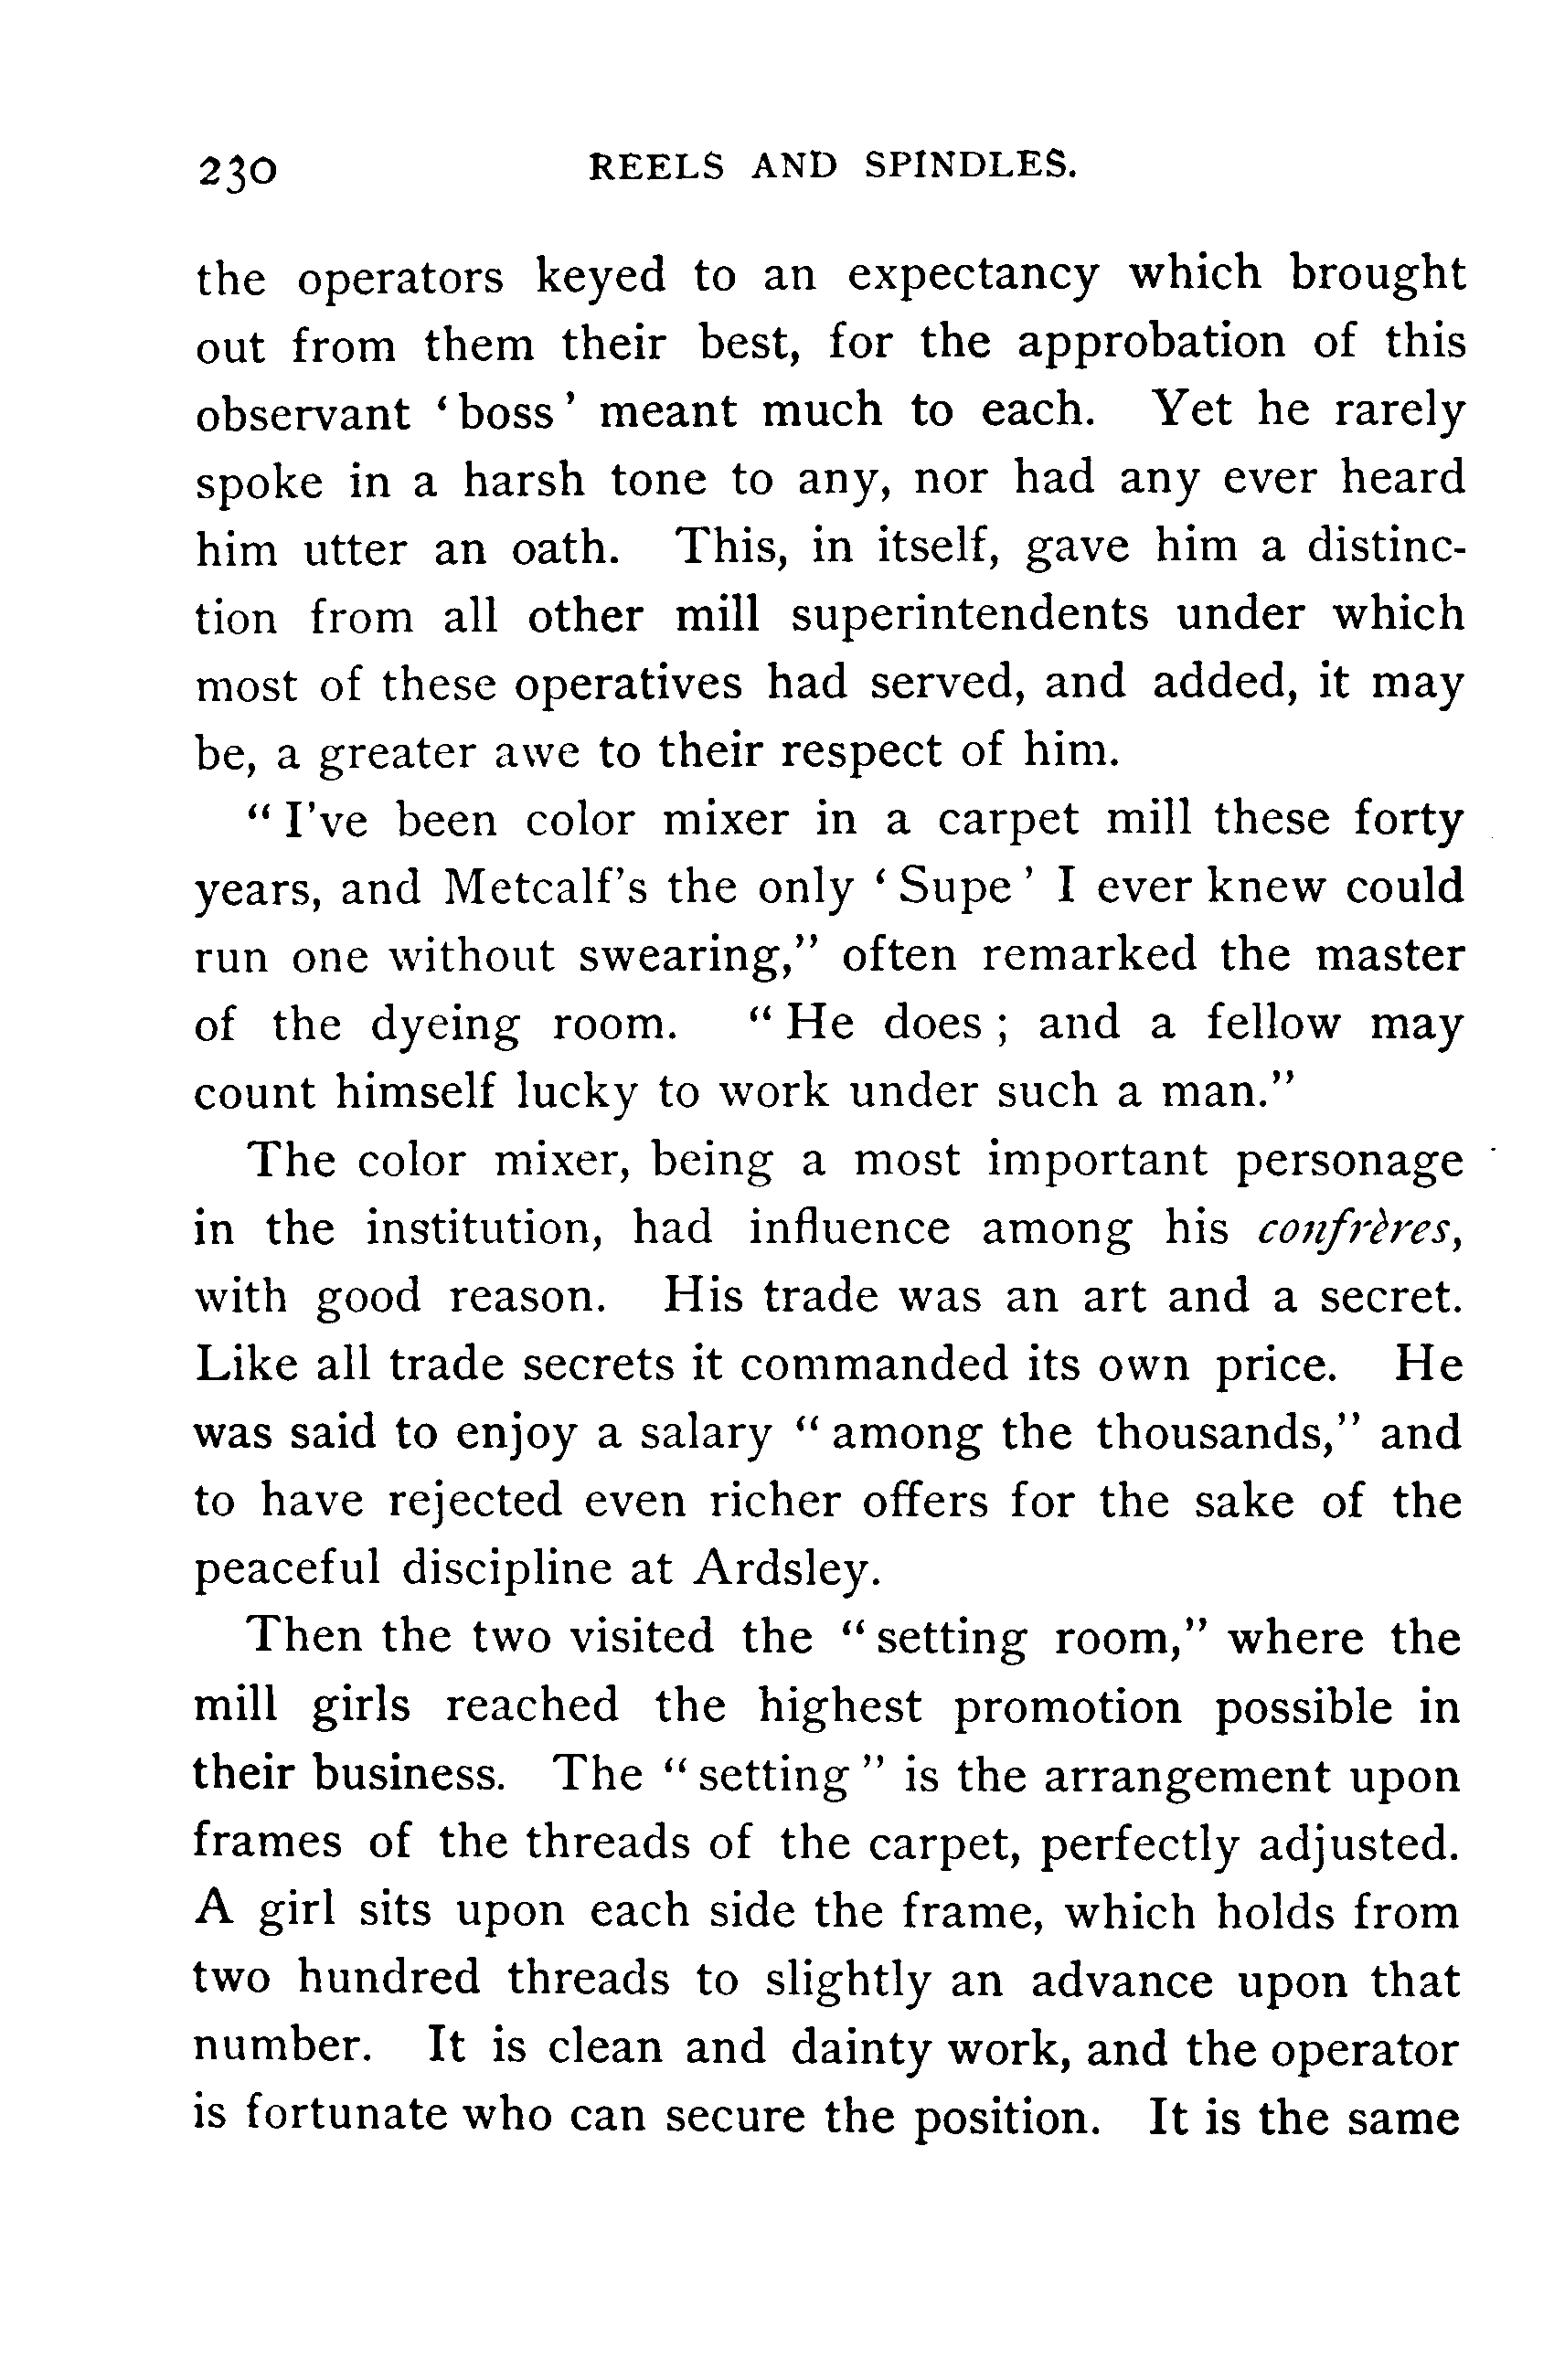 230 REELS AND SPINDLES.
the operators keyed to an expectancy which brought
out from them their best, for the approbation of this
observant ‘boss’ meant much to each. Yet he rarely
spoke in a harsh tone to any, nor had any ever heard
him utter an oath. This, in itself, gave him a distinc-
tion from all other mill superintendents under which
most of these operatives had served, and added, it may
be, a greater awe to their respect of him.
“I’ve been color mixer in a carpet mill these forty
years, and Metcalf’s the only ‘Supe’ I ever knew could
run one without swearing,” often remarked the master
of the dyeing room. “He does; and a fellow may
count himself lucky to work under such a man.”
The color mixer, being a most important personage
in the institution, had influence among his confrères,
with good reason. His trade was an art and a secret.
Like all trade secrets it commanded its own price. He
was said to enjoy a salary “among the thousands,” and
to have rejected even richer offers for the sake of the
peaceful discipline at Ardsley.
Then the two visited the “setting room,” where the
mill girls reached the highest promotion possible in
their business. The “setting” is the arrangement upon
frames of the threads of the carpet, perfectly adjusted.
A girl sits upon each side the frame, which holds from
two hundred threads to slightly an advance upon that
number. It is clean and dainty work, and the operator
is fortunate who can secure the position. It is the same